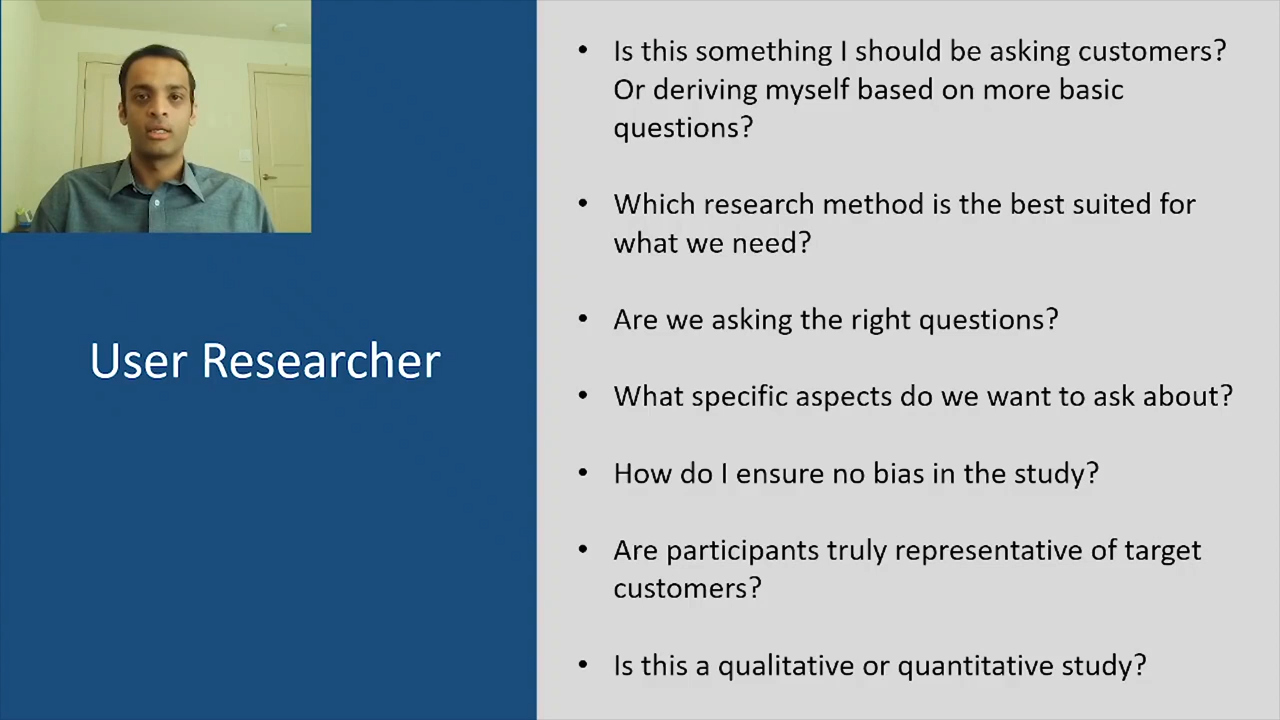 User Researcher
• Is this something I should be asking customers?
Or deriving myself based on more basic
questions?
• Which research method is the best suited for
what we need?
• Are we asking the right questions?
• What specific aspects do we want to ask about?
• How do I ensure no bias in the study?
• Are participants truly representative of target
customers?
• Is this a qualitative or quantitative study?